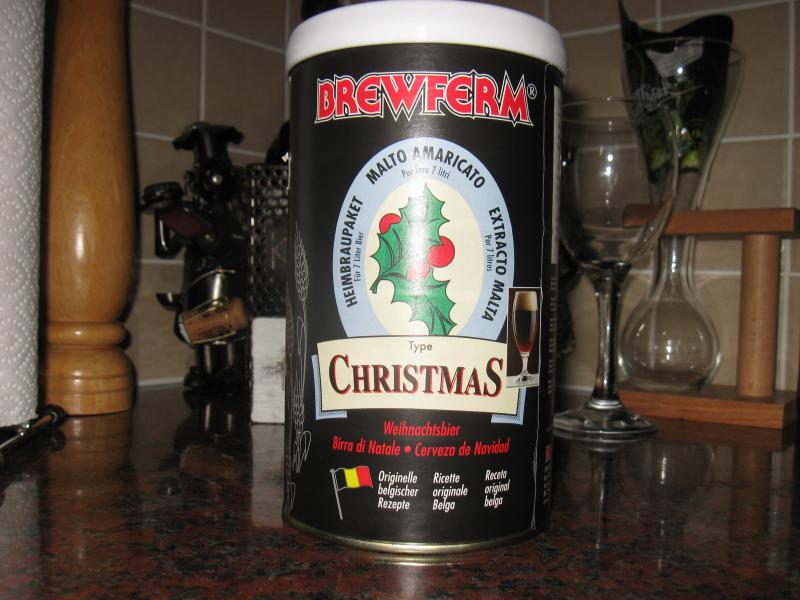 BREWFERM®
HEIMBRAUPAKET
Für 7 Liter Bier
MALTO AMARICATO
Per fare 7 litri
EXTRACTO MALTA
Par 7 litros
Type
CHRISTMAS
Weihnachtsbier
Birra di Natale • Cerveza de Navidad
Originelle
belgischer
Rezepte
Ricette
originale
Belga
Receta
original
belga